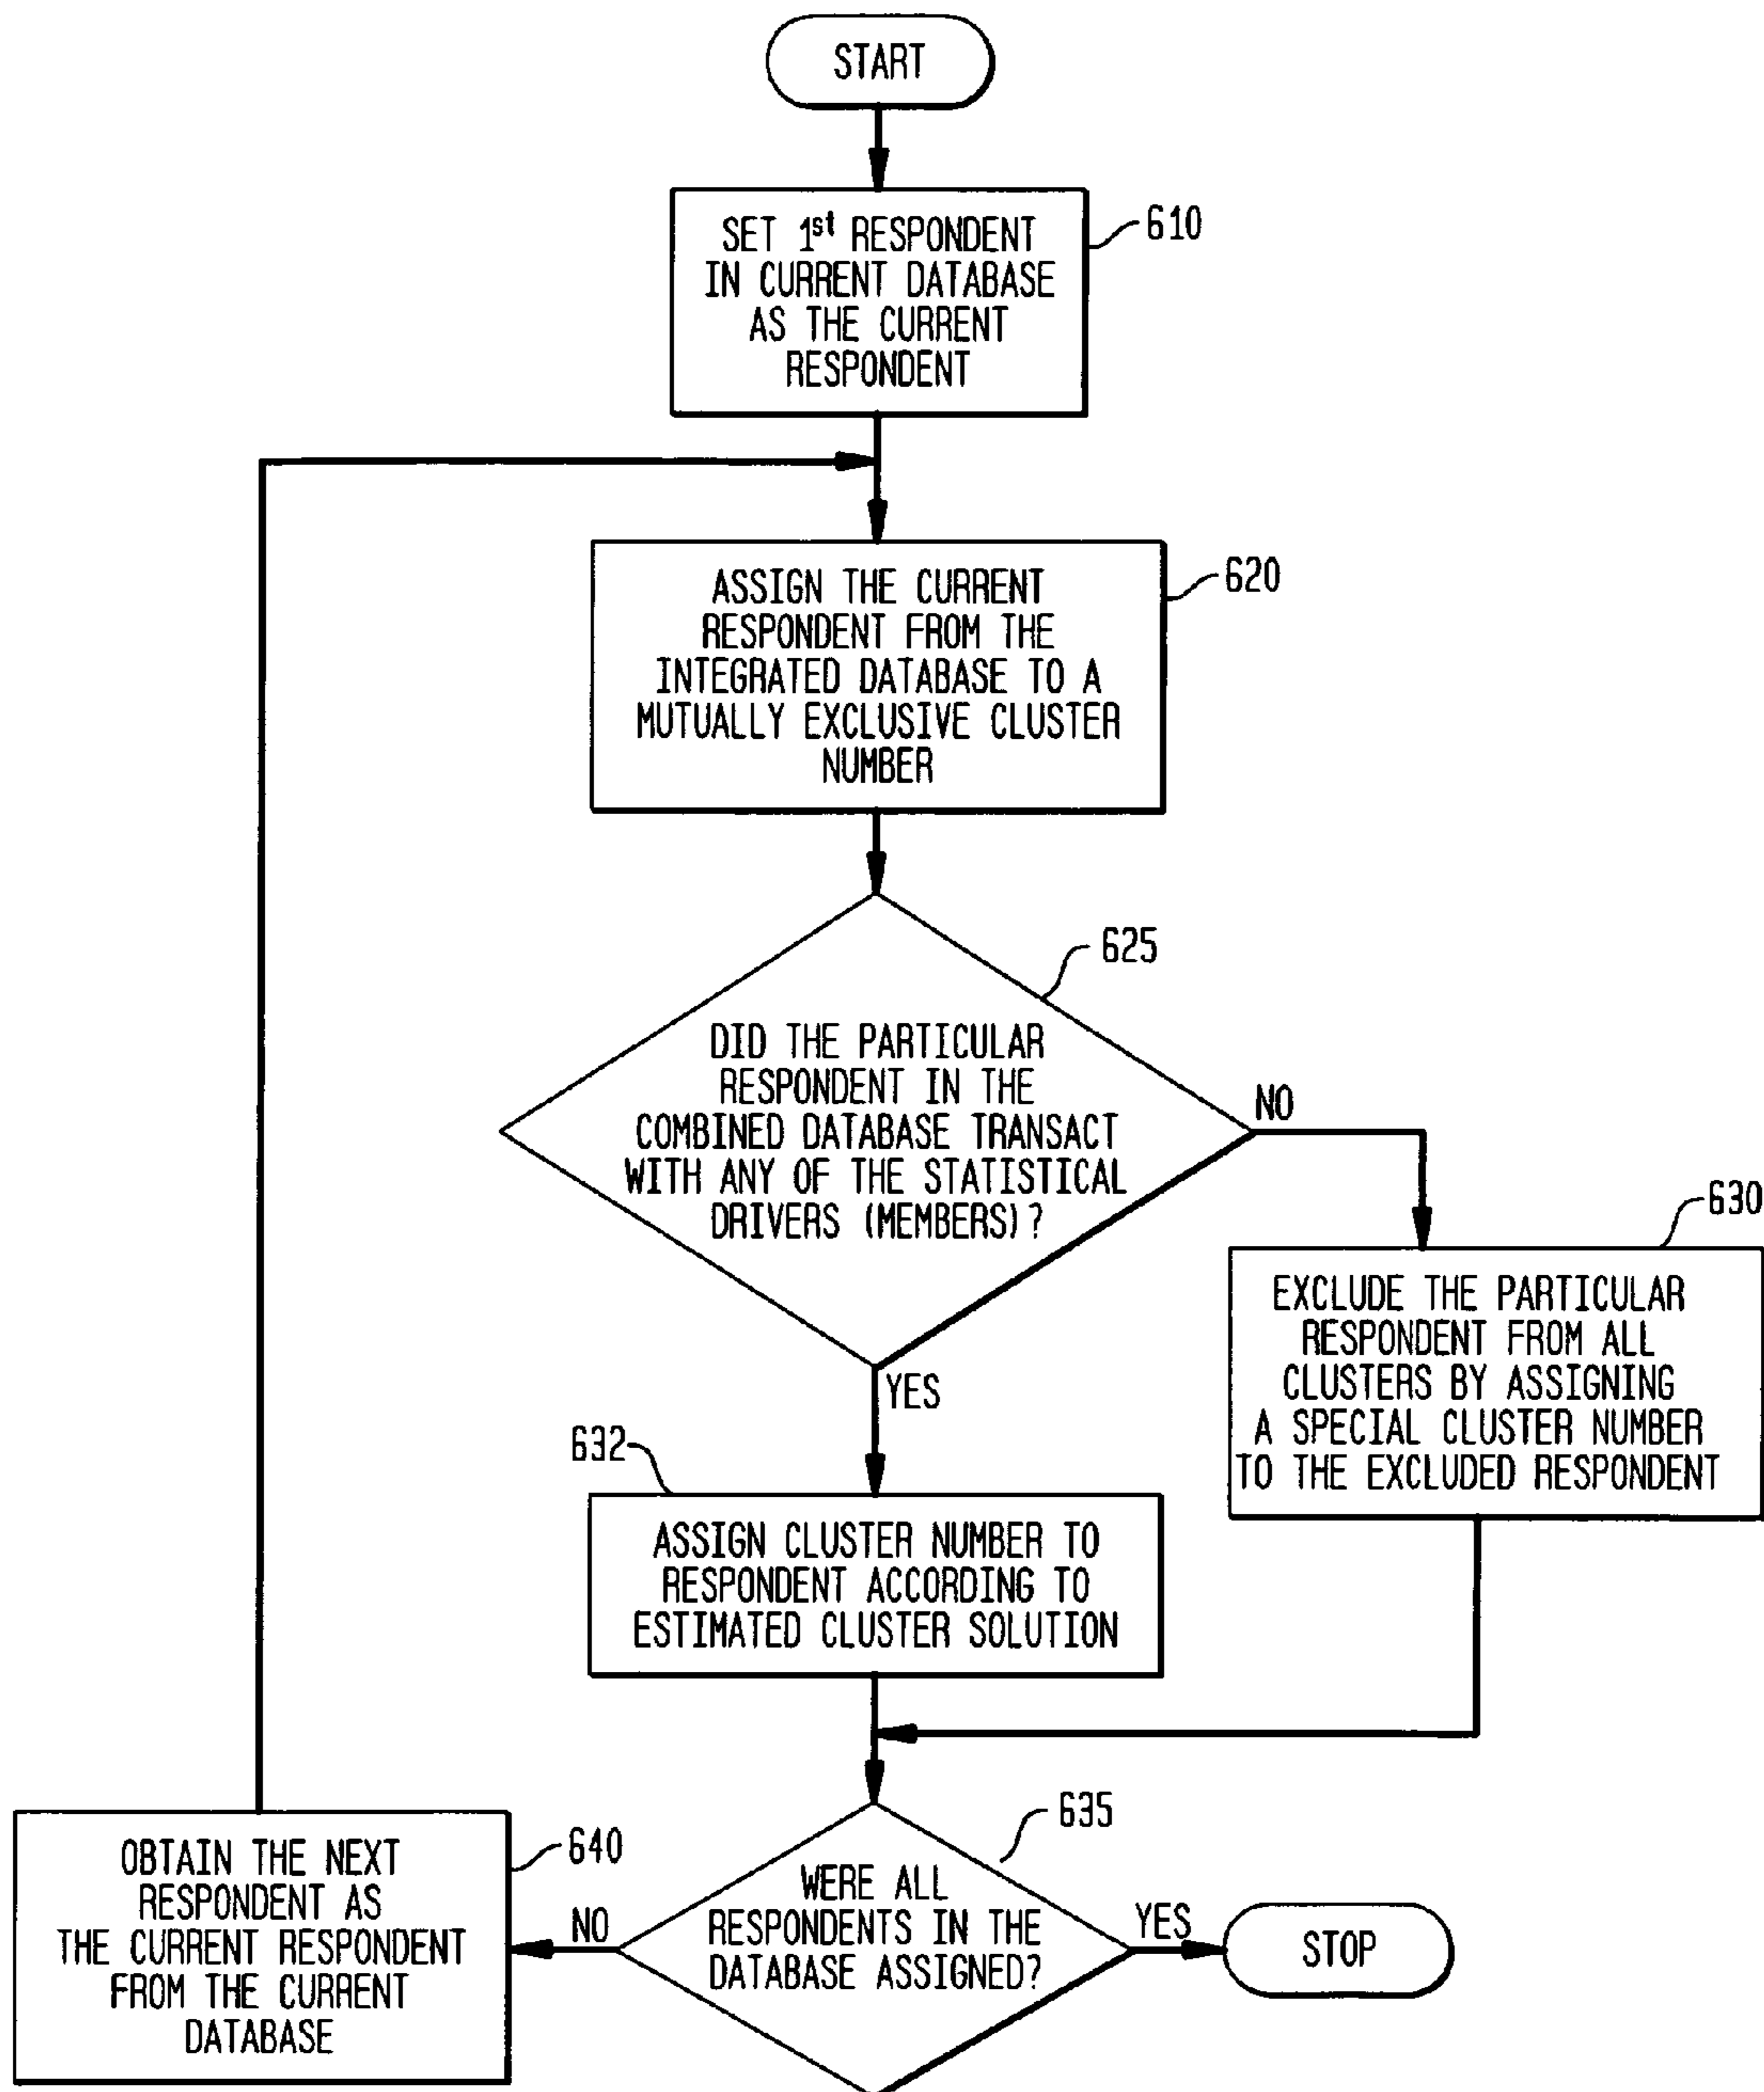 START
SET 1st RESPONDENT
IN CURRENT DATABASE
AS THE CURRENT
RESPONDENT
610
ASSIGN THE CURRENT
RESPONDENT FROM THE
INTEGRATED DATABASE TO A
MUTUALLY EXCLUSIVE CLUSTER
NUMBER
620
625
DID THE PARTICULAR
RESPONDENT IN THE
COMBINED DATABASE TRANSACT
WITH ANY OF THE STATISTICAL
DRIVERS (MEMBERS)?
NO
YES
630
EXCLUDE THE PARTICULAR
RESPONDENT FROM ALL
CLUSTERS BY ASSIGNING
A SPECIAL CLUSTER NUMBER
TO THE EXCLUDED RESPONDENT
632
ASSIGN CLUSTER NUMBER TO
RESPONDENT ACCORDING TO
ESTIMATED CLUSTER SOLUTION
635
WERE ALL
RESPONDENTS IN THE
DATABASE ASSIGNED?
NO
YES
STOP
640
OBTAIN THE NEXT
RESPONDENT AS
THE CURRENT RESPONDENT
FROM THE CURRENT
DATABASE